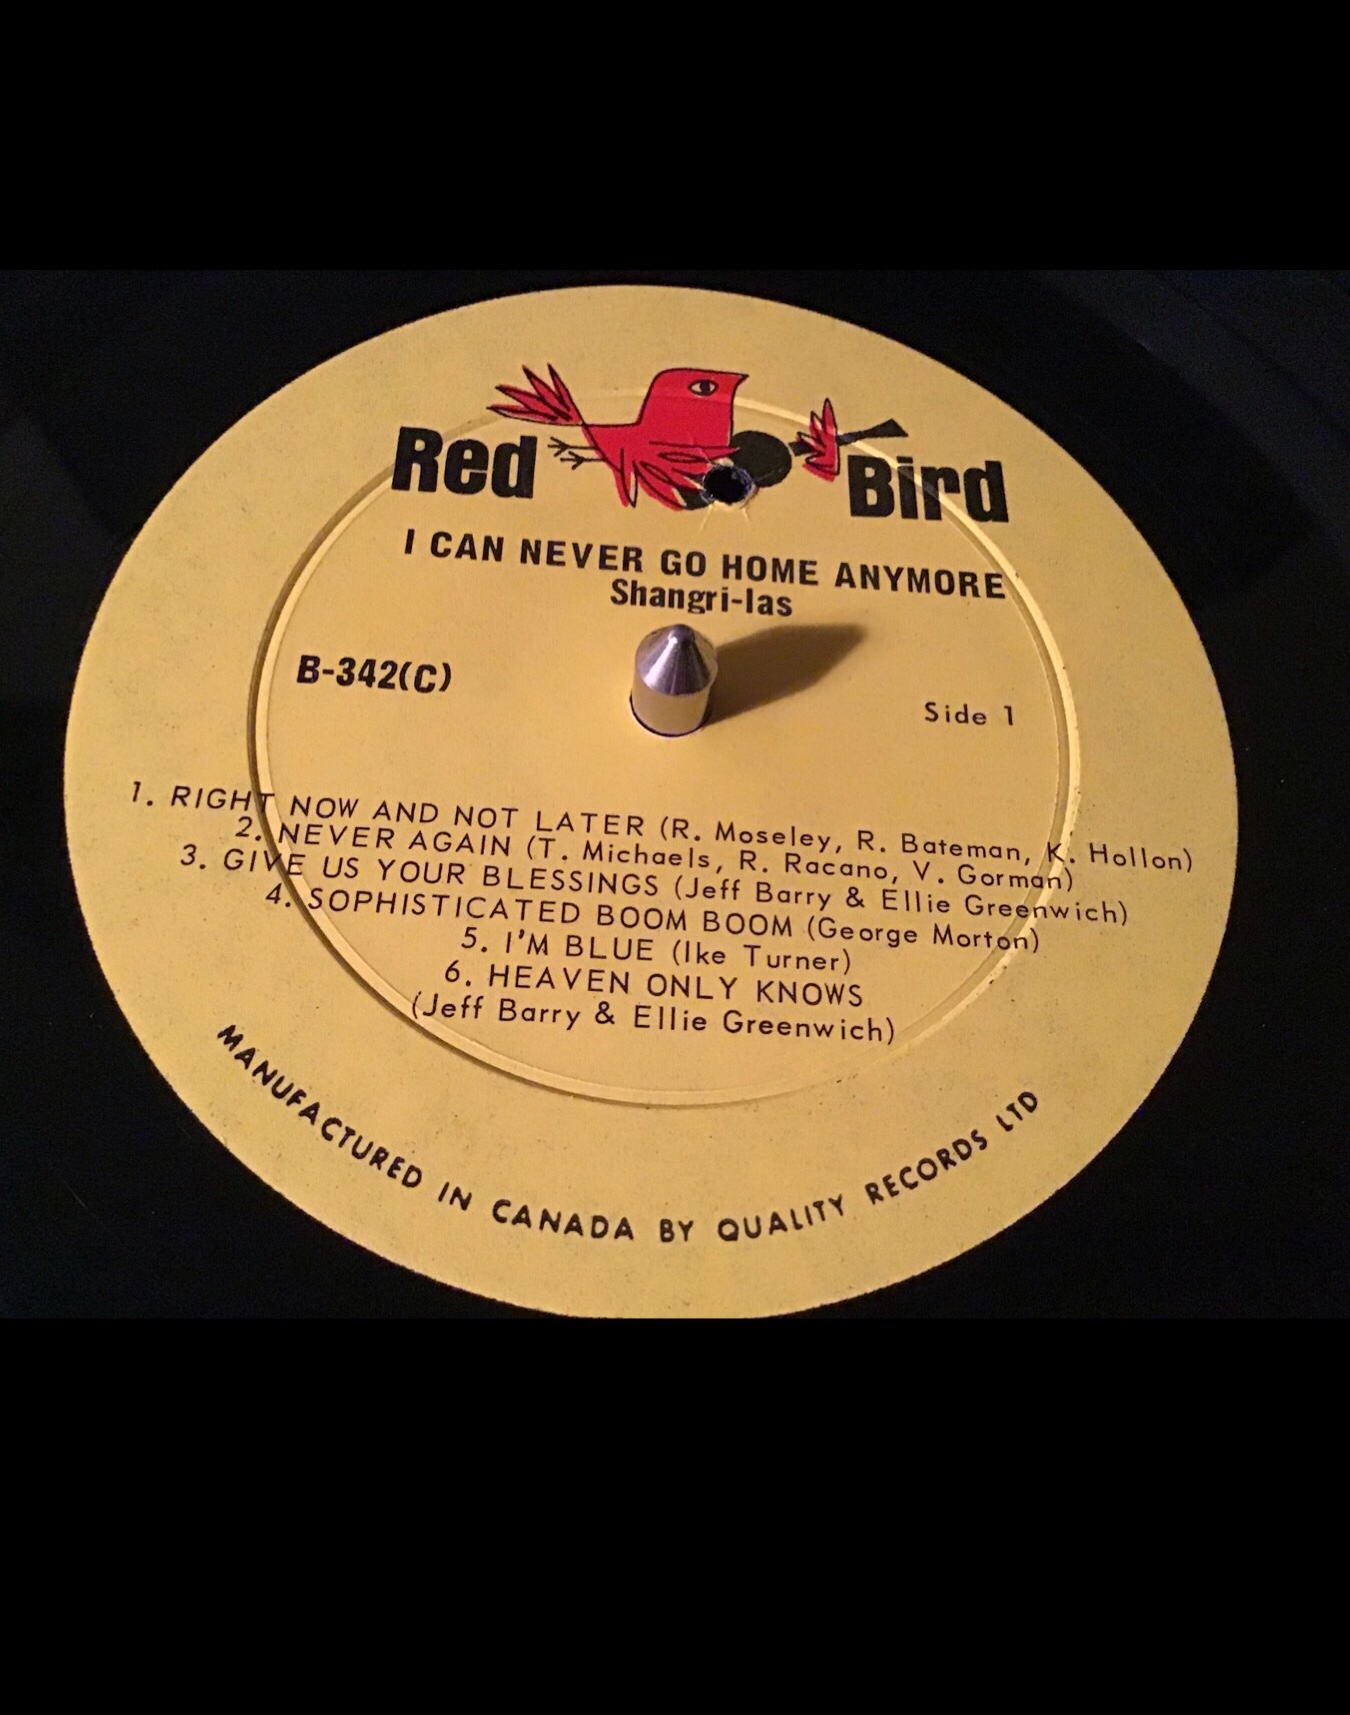 Red Bird
I CAN NEVER GO HOME ANYMORE
Shangri-las
B-342(C)
Side 1
1. RIGHT NOW AND NOT LATER (R. Moseley, R. Bateman, K. Hollon)
2. NEVER AGAIN (T. Michaels, R. Racano, V. Gorman)
3. GIVE US YOUR BLESSINGS (Jeff Barry & Ellie Greenwich)
4. SOPHISTICATED BOOM BOOM (George Morton)
5. I'M BLUE (Ike Turner)
6. HEAVEN ONLY KNOWS
(Jeff Barry & Ellie Greenwich)
MANUFACTURED IN CANADA BY QUALITY RECORDS LTD